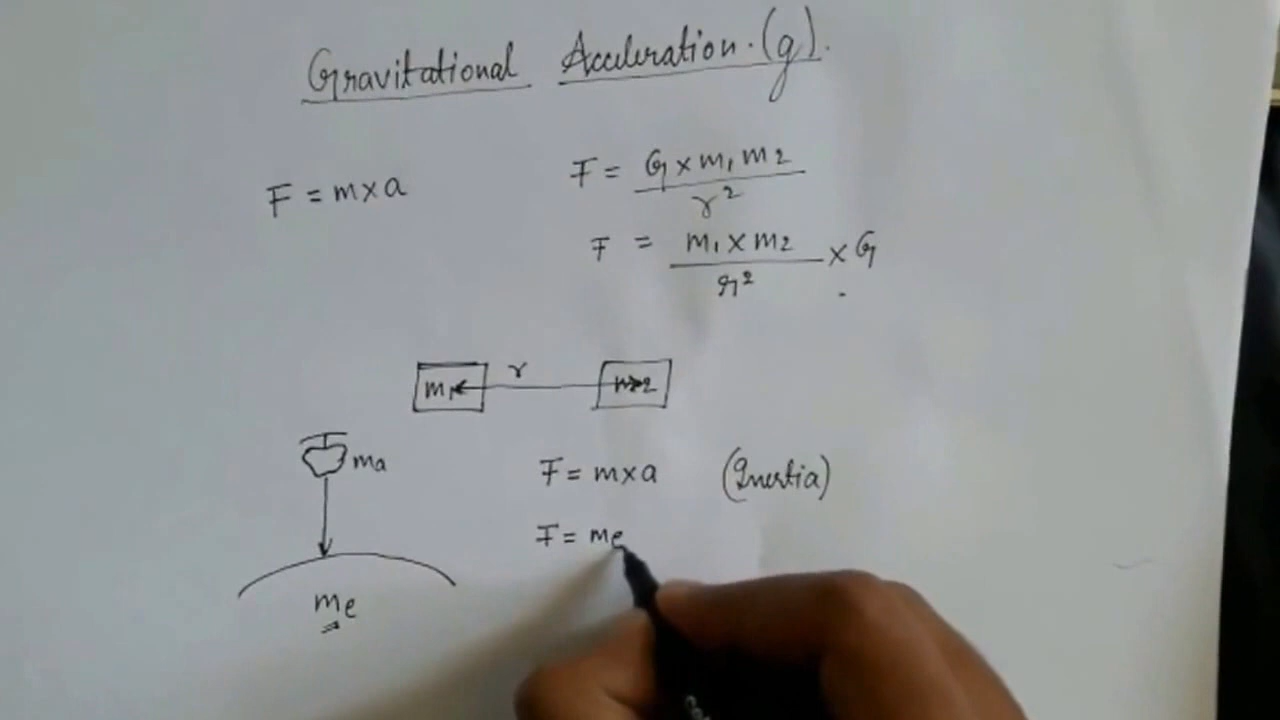 Gravitational Acceleration. (g).
F = m x a
F = G x m1 m2 / r²
F = m1 x m2 / r² x G
m1 r m2
ma
F = m x a (Inertia)
F = me
me